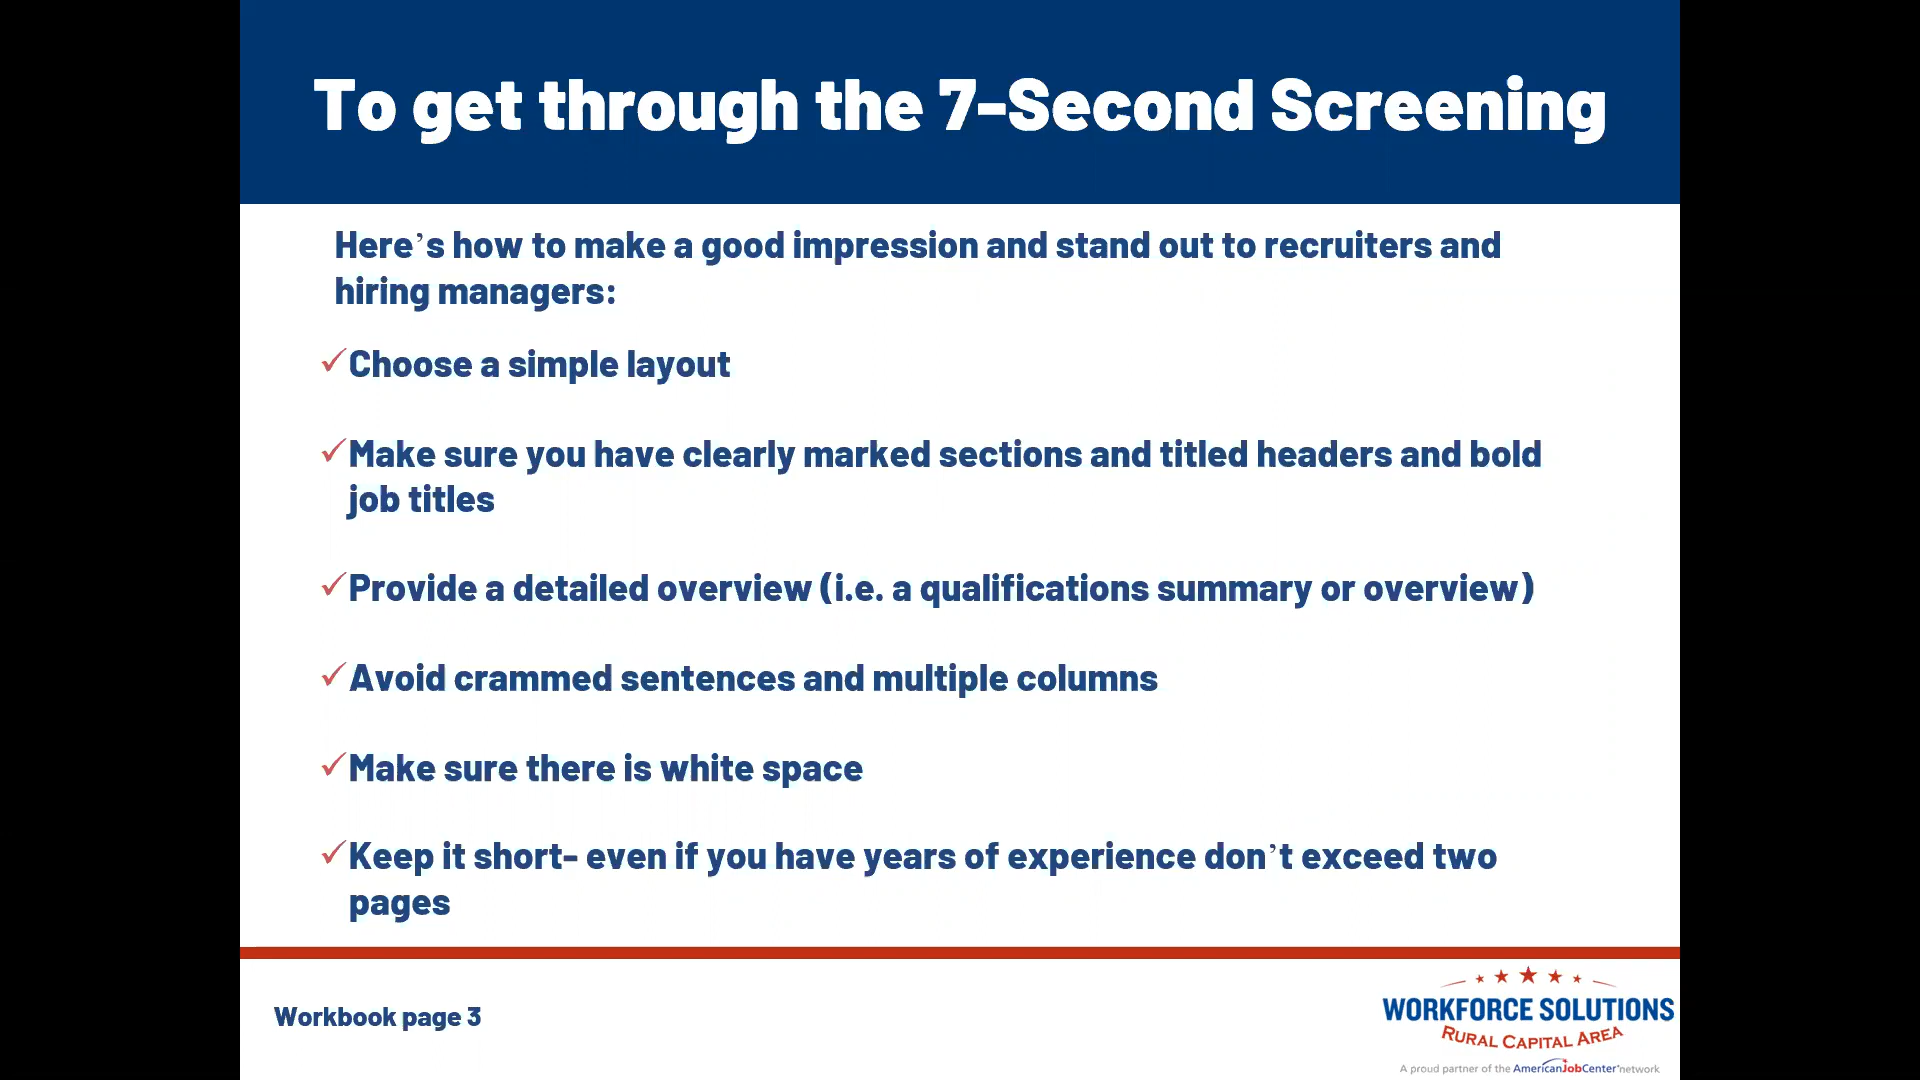 To get through the 7-Second Screening
Here’s how to make a good impression and stand out to recruiters and
hiring managers:
✓Choose a simple layout
✓Make sure you have clearly marked sections and titled headers and bold
job titles
✓Provide a detailed overview (i.e. a qualifications summary or overview)
✓Avoid crammed sentences and multiple columns
✓Make sure there is white space
✓Keep it short- even if you have years of experience don’t exceed two
pages
Workbook page 3
WORKFORCE SOLUTIONS
RURAL CAPITAL AREA
A proud partner of the AmericanJobCenter network